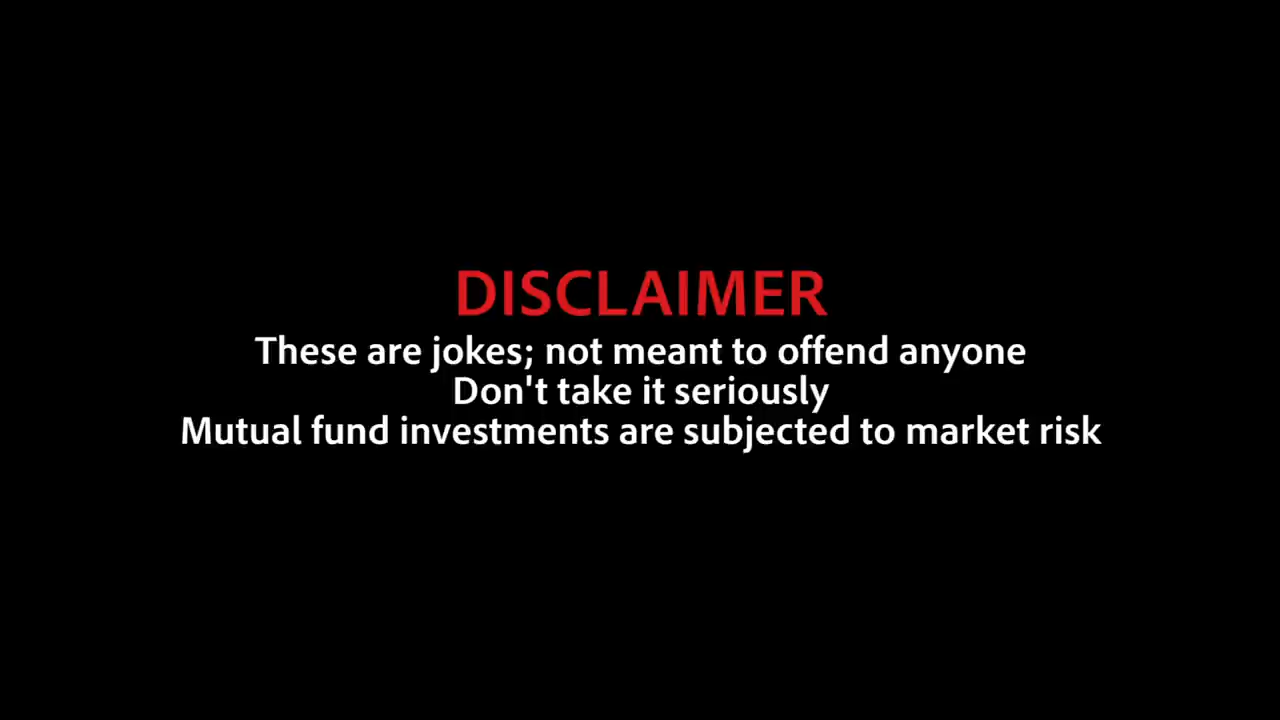 DISCLAIMER
These are jokes; not meant to offend anyone
Don't take it seriously
Mutual fund investments are subjected to market risk